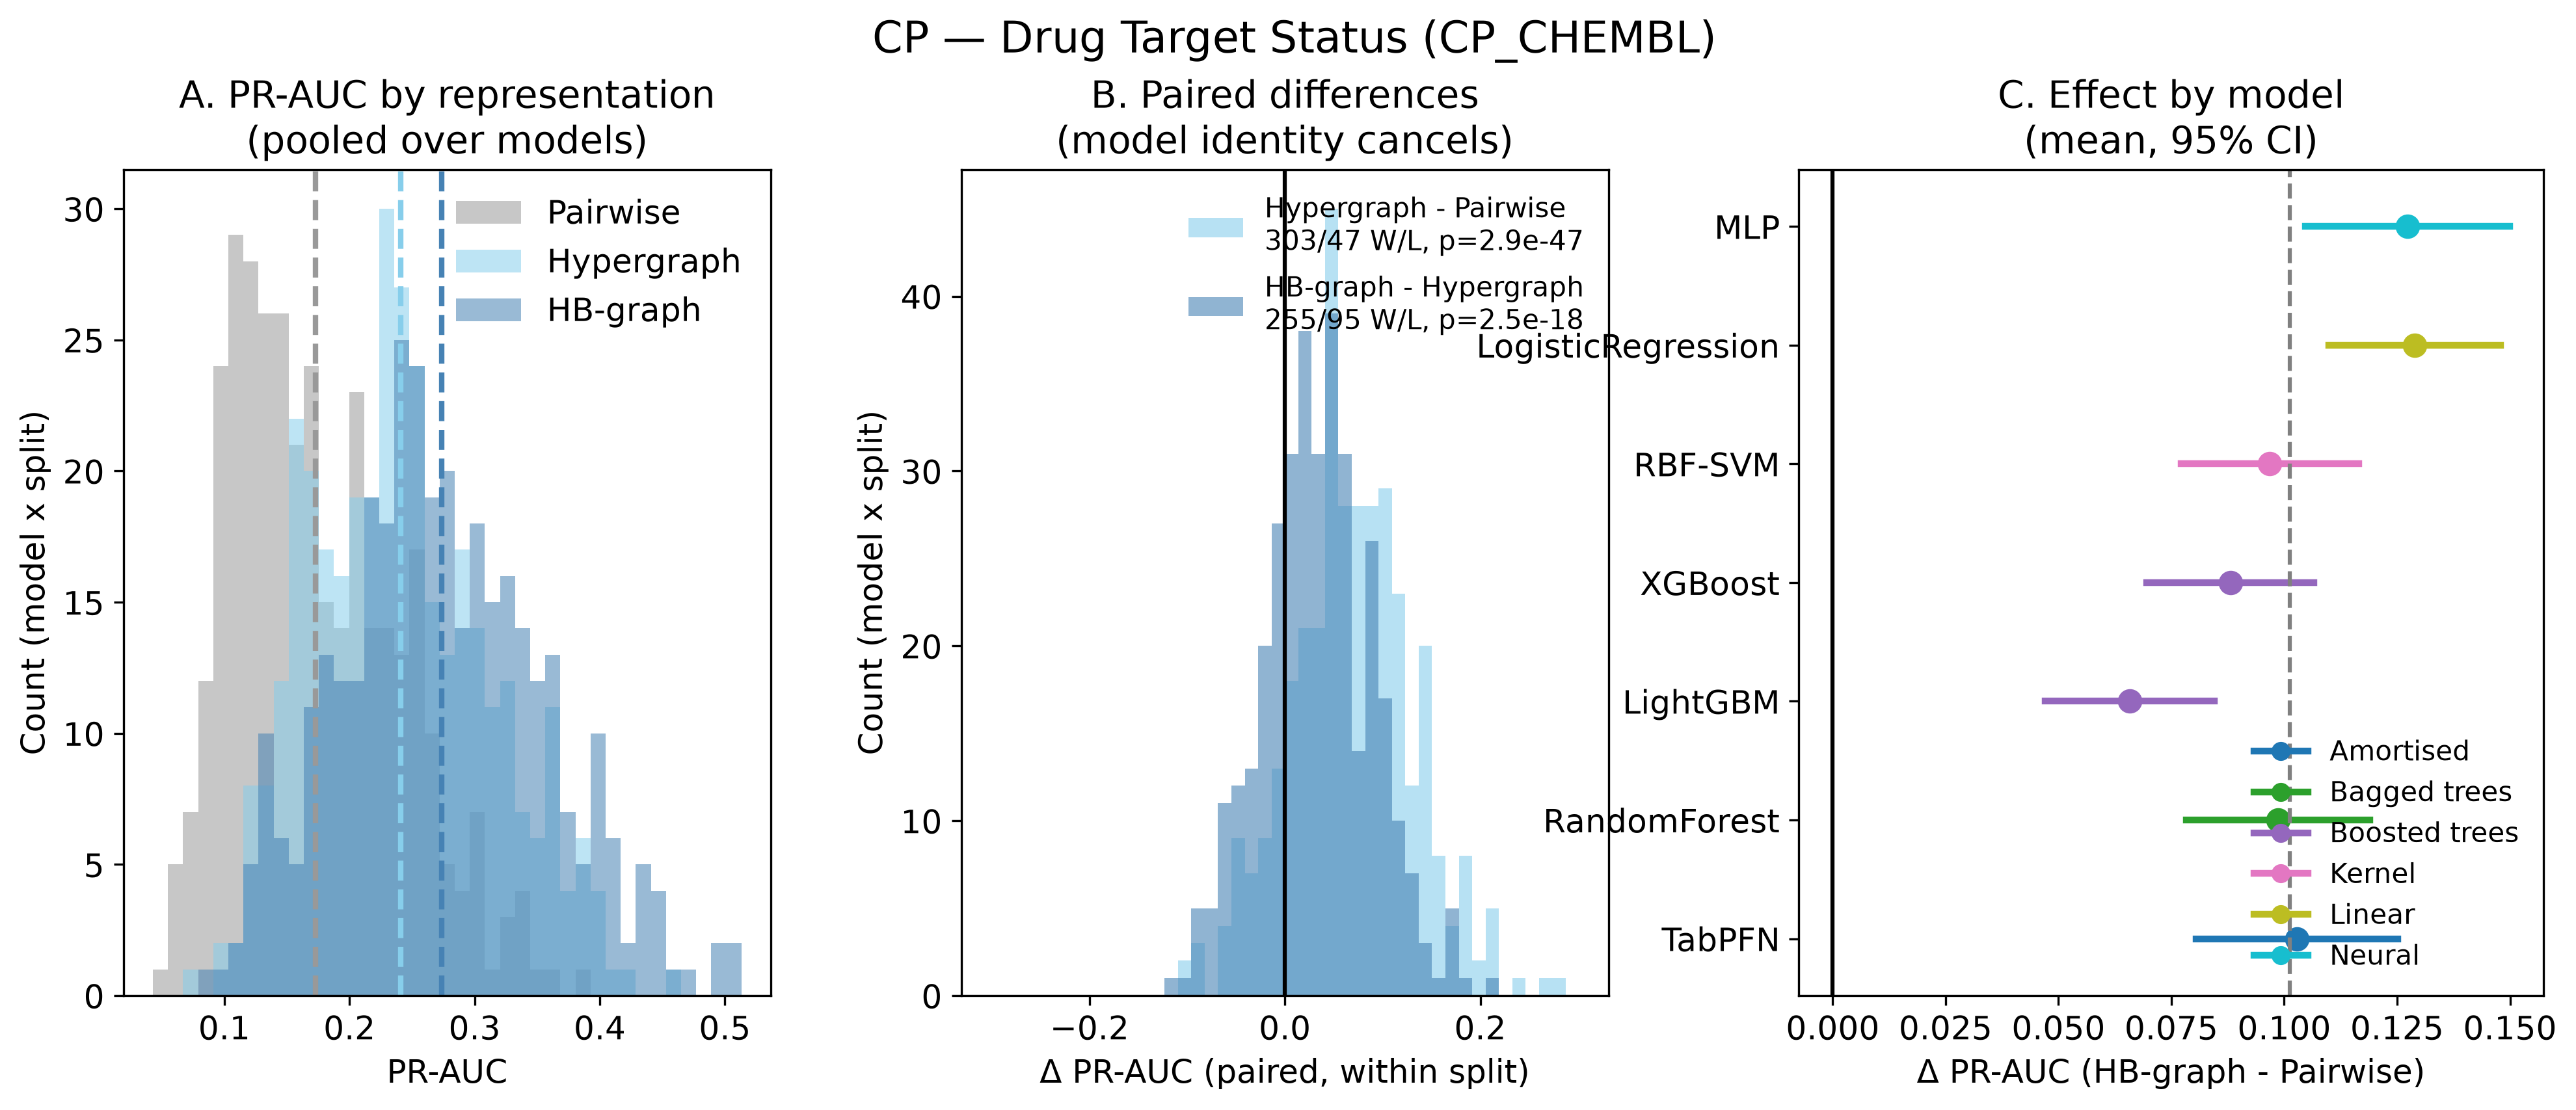 CP — Drug Target Status (CP_CHEMBL)
A. PR-AUC by representation
(pooled over models)
30
25
20
15
10
5
0
Count (model x split)
0.1
0.2
0.3
0.4
0.5
PR-AUC
Pairwise
Hypergraph
HB-graph
B. Paired differences
(model identity cancels)
40
30
20
10
0
Count (model x split)
−0.2
0.0
0.2
Δ PR-AUC (paired, within split)
Hypergraph - Pairwise
303/47 W/L, p=2.9e-47
HB-graph - Hypergraph
255/95 W/L, p=2.5e-18
C. Effect by model
(mean, 95% CI)
MLP
LogisticRegression
RBF-SVM
XGBoost
LightGBM
RandomForest
TabPFN
0.000
0.025
0.050
0.075
0.100
0.125
0.150
Δ PR-AUC (HB-graph - Pairwise)
Amortised
Bagged trees
Boosted trees
Kernel
Linear
Neural